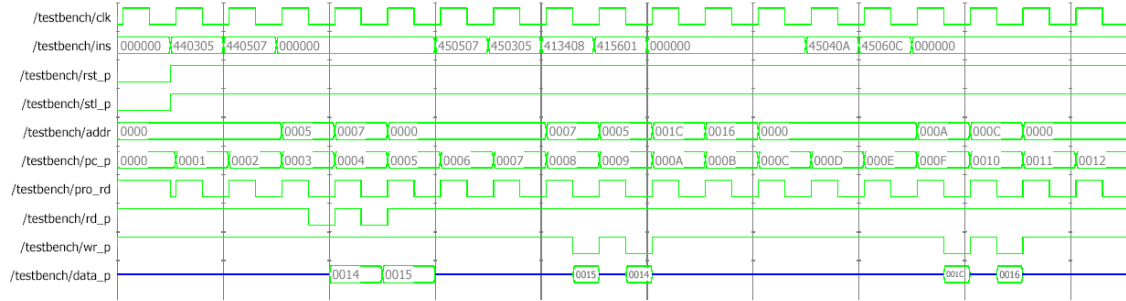 /testbench/clk
/testbench/ins 000000 440305 440507 000000 450507 450305 413408 415601 000000 45040A 45060C 000000
/testbench/rst_p
/testbench/stl_p
/testbench/addr 0000 0005 0007 0000 0007 0005 001C 0016 0000 000A 000C 0000
/testbench/pc_p 0000 0001 0002 0003 0004 0005 0006 0007 0008 0009 000A 000B 000C 000D 000E 000F 0010 0011 0012
/testbench/pro_rd
/testbench/rd_p
/testbench/wr_p
/testbench/data_p 0014 0015 0015 0014 001C 0016